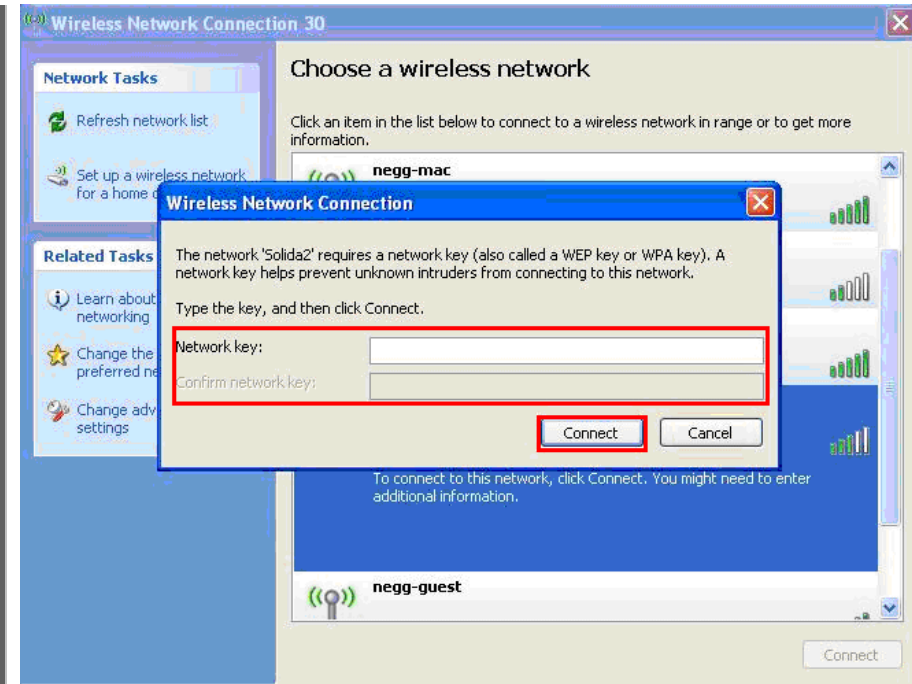 Wireless Network Connection 30
Network Tasks
Refresh network list
Set up a wireless network
for a home
Related Tasks
Learn about
networking
Change the
preferred
Change
settings
Choose a wireless network
Click an item in the list below to connect to a wireless network in range or to get more
information.
negg-mac
Wireless Network Connection
The network 'Solida2' requires a network key (also called a WEP key or WPA key). A
network key helps prevent unknown intruders from connecting to this network.
Type the key, and then click Connect.
Network key:
Confirm network key:
Connect
Cancel
To connect to this network, click Connect. You might need to enter
additional information.
negg-guest
Connect